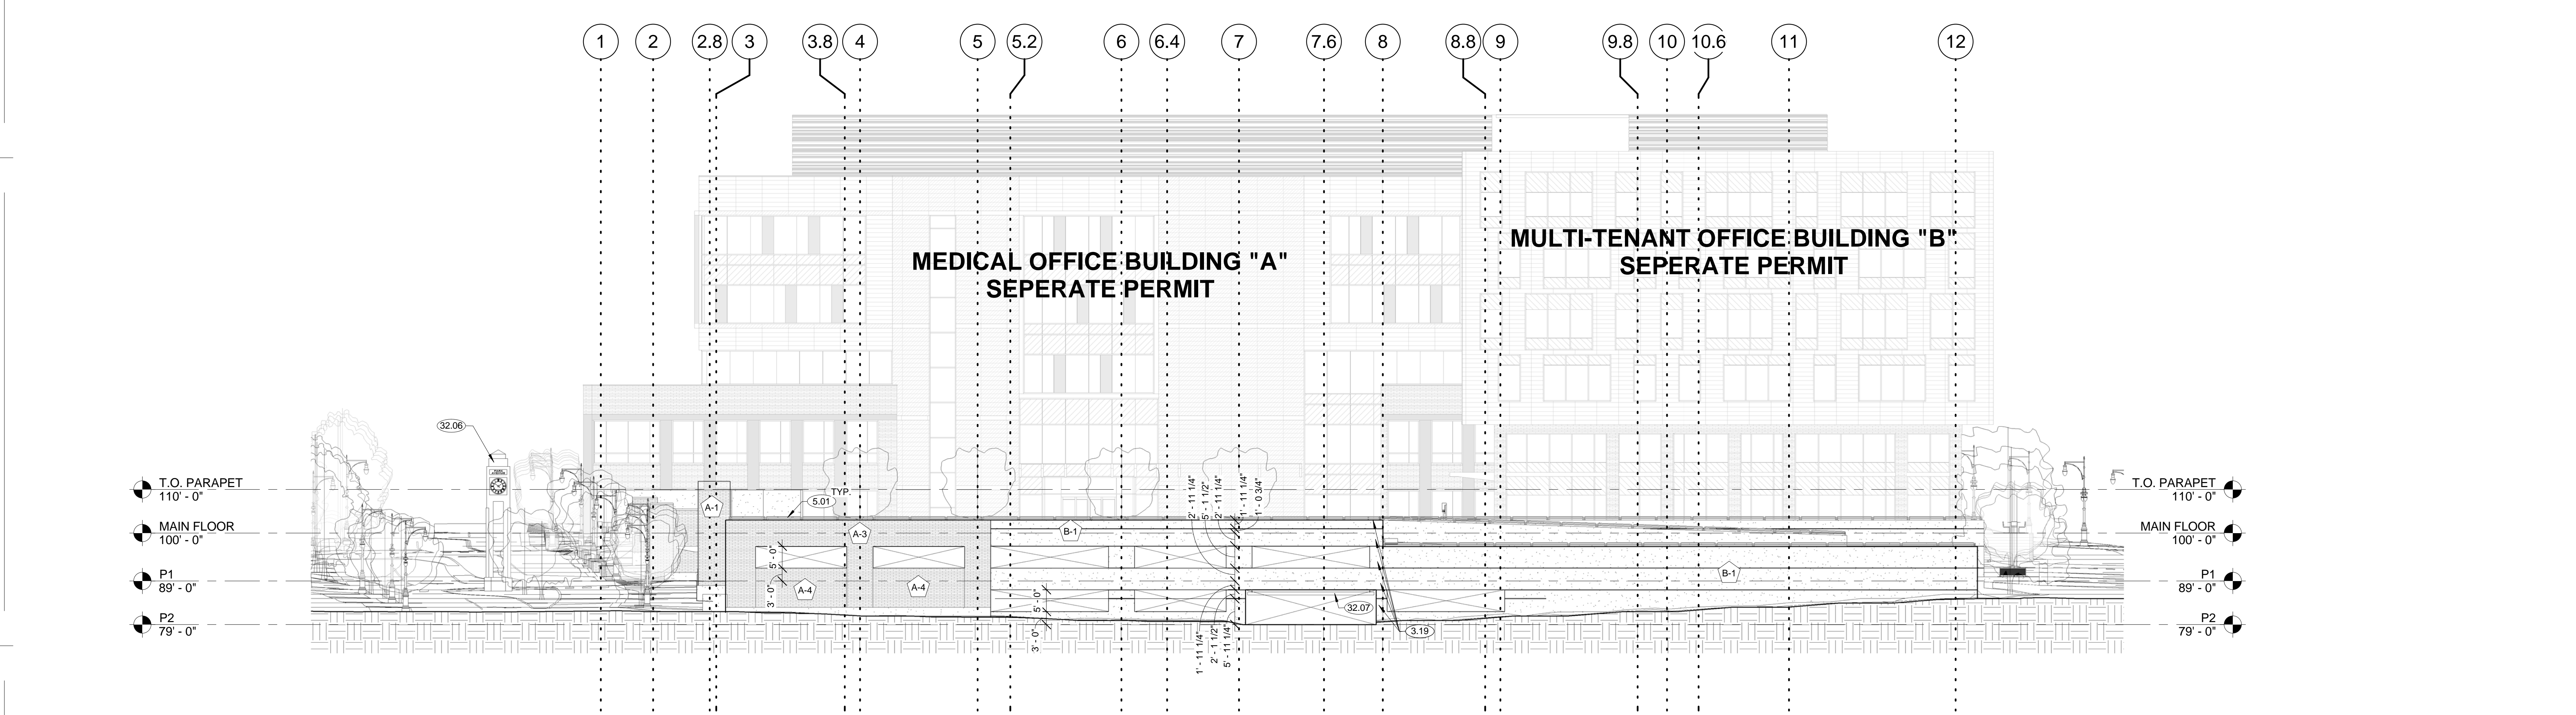 1 2 2.8 3 3.8 4 5 5.2 6 6.4 7 7.6 8 8.8 9 9.8 10 10.6 11 12
MEDICAL OFFICE BUILDING "A"
SEPERATE PERMIT
MULTI-TENANT OFFICE BUILDING "B"
SEPERATE PERMIT
32.06
T.O. PARAPET
110' - 0"
MAIN FLOOR
100' - 0"
P1
89' - 0"
P2
79' - 0"
A-1
TYP.
5.01
A-3
A-4
A-4
5' - 0"
3' - 0"
B-1
2' - 11 1/4"
5' - 1 1/2"
2' - 11 1/4"
1' - 11 1/4"
1' - 0 3/4"
5' - 0"
3' - 0"
1' - 11 1/4"
2' - 1 1/2"
5' - 11 1/4"
32.07
3.19
B-1
T.O. PARAPET
110' - 0"
MAIN FLOOR
100' - 0"
P1
89' - 0"
P2
79' - 0"